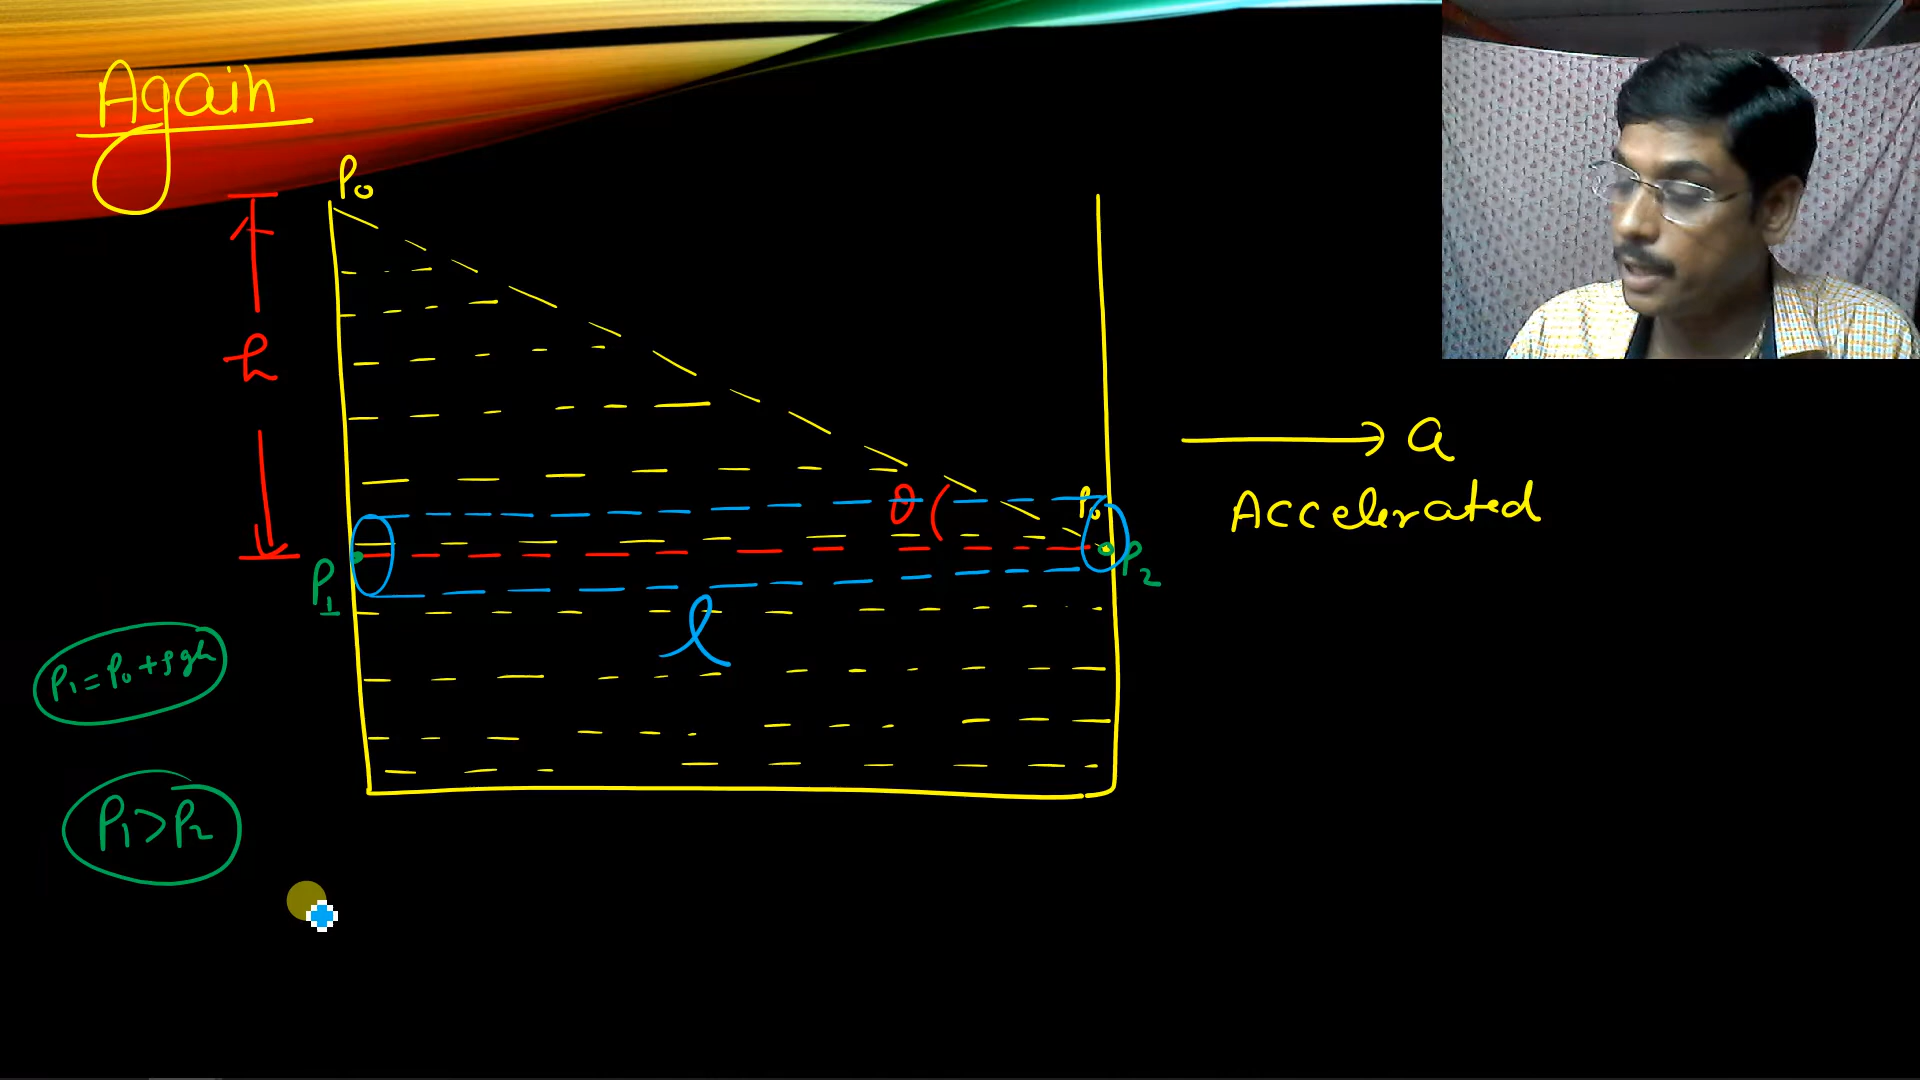 Again
P₀
h
θ
P₀
P₁
P₂
l
a
Accelerated
P₁ = P₀ + ρgh
P₁ > P₂